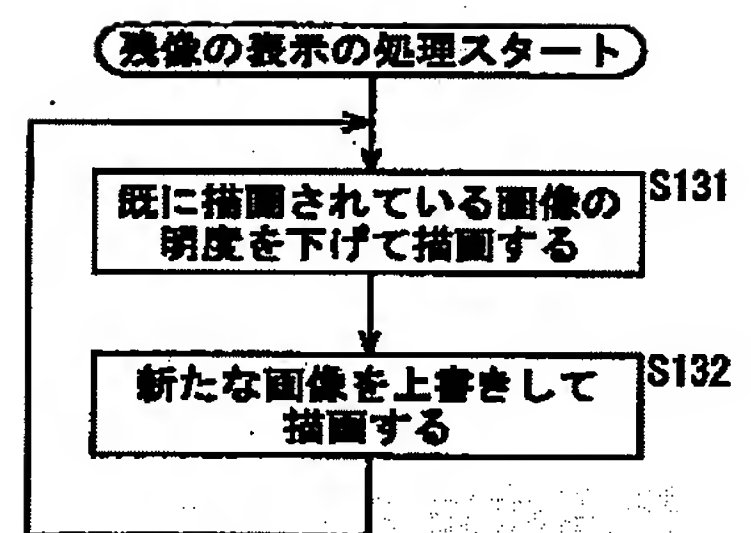 残像の表示の処理スタート
既に描画されている画像の
明度を下げて描画する
S131
新たな画像を上書きして
描画する
S132